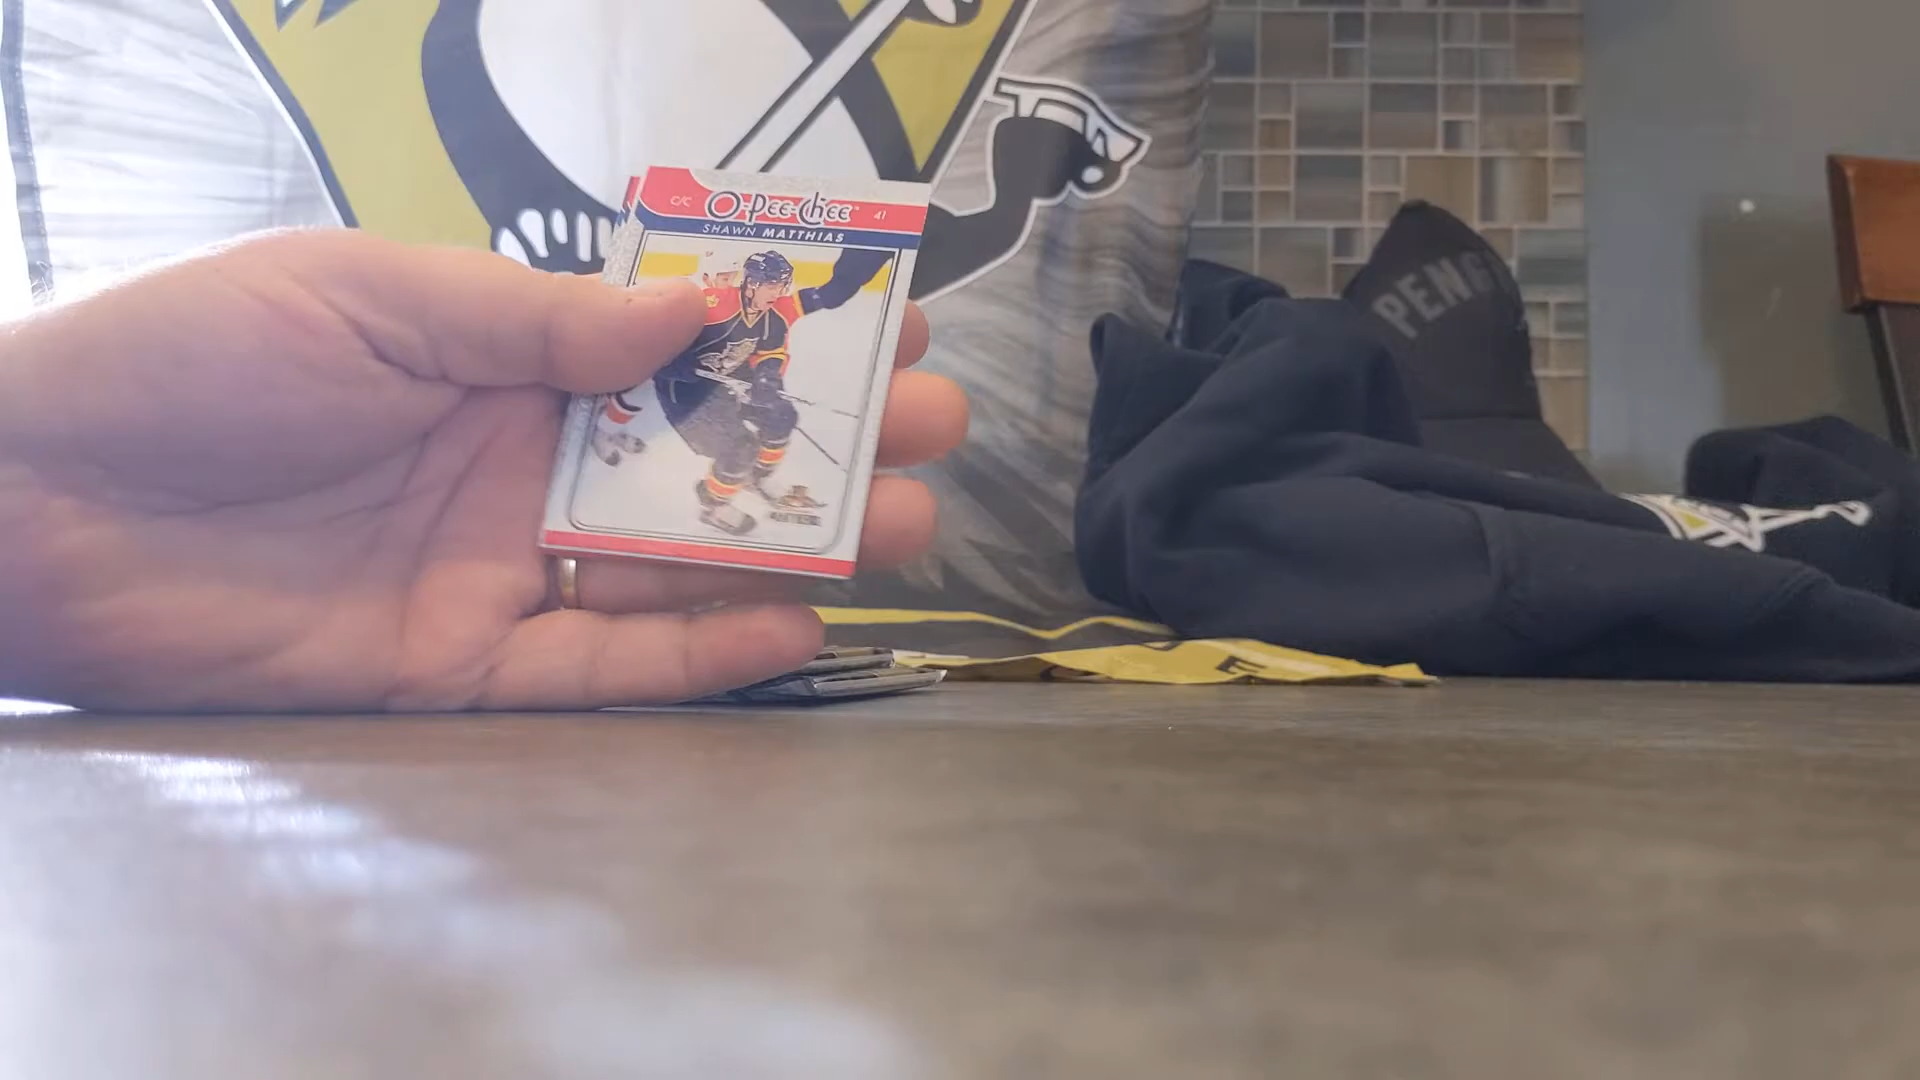 C/C O-Pee-Chee 41
SHAWN MATTHIAS
PENG
D E